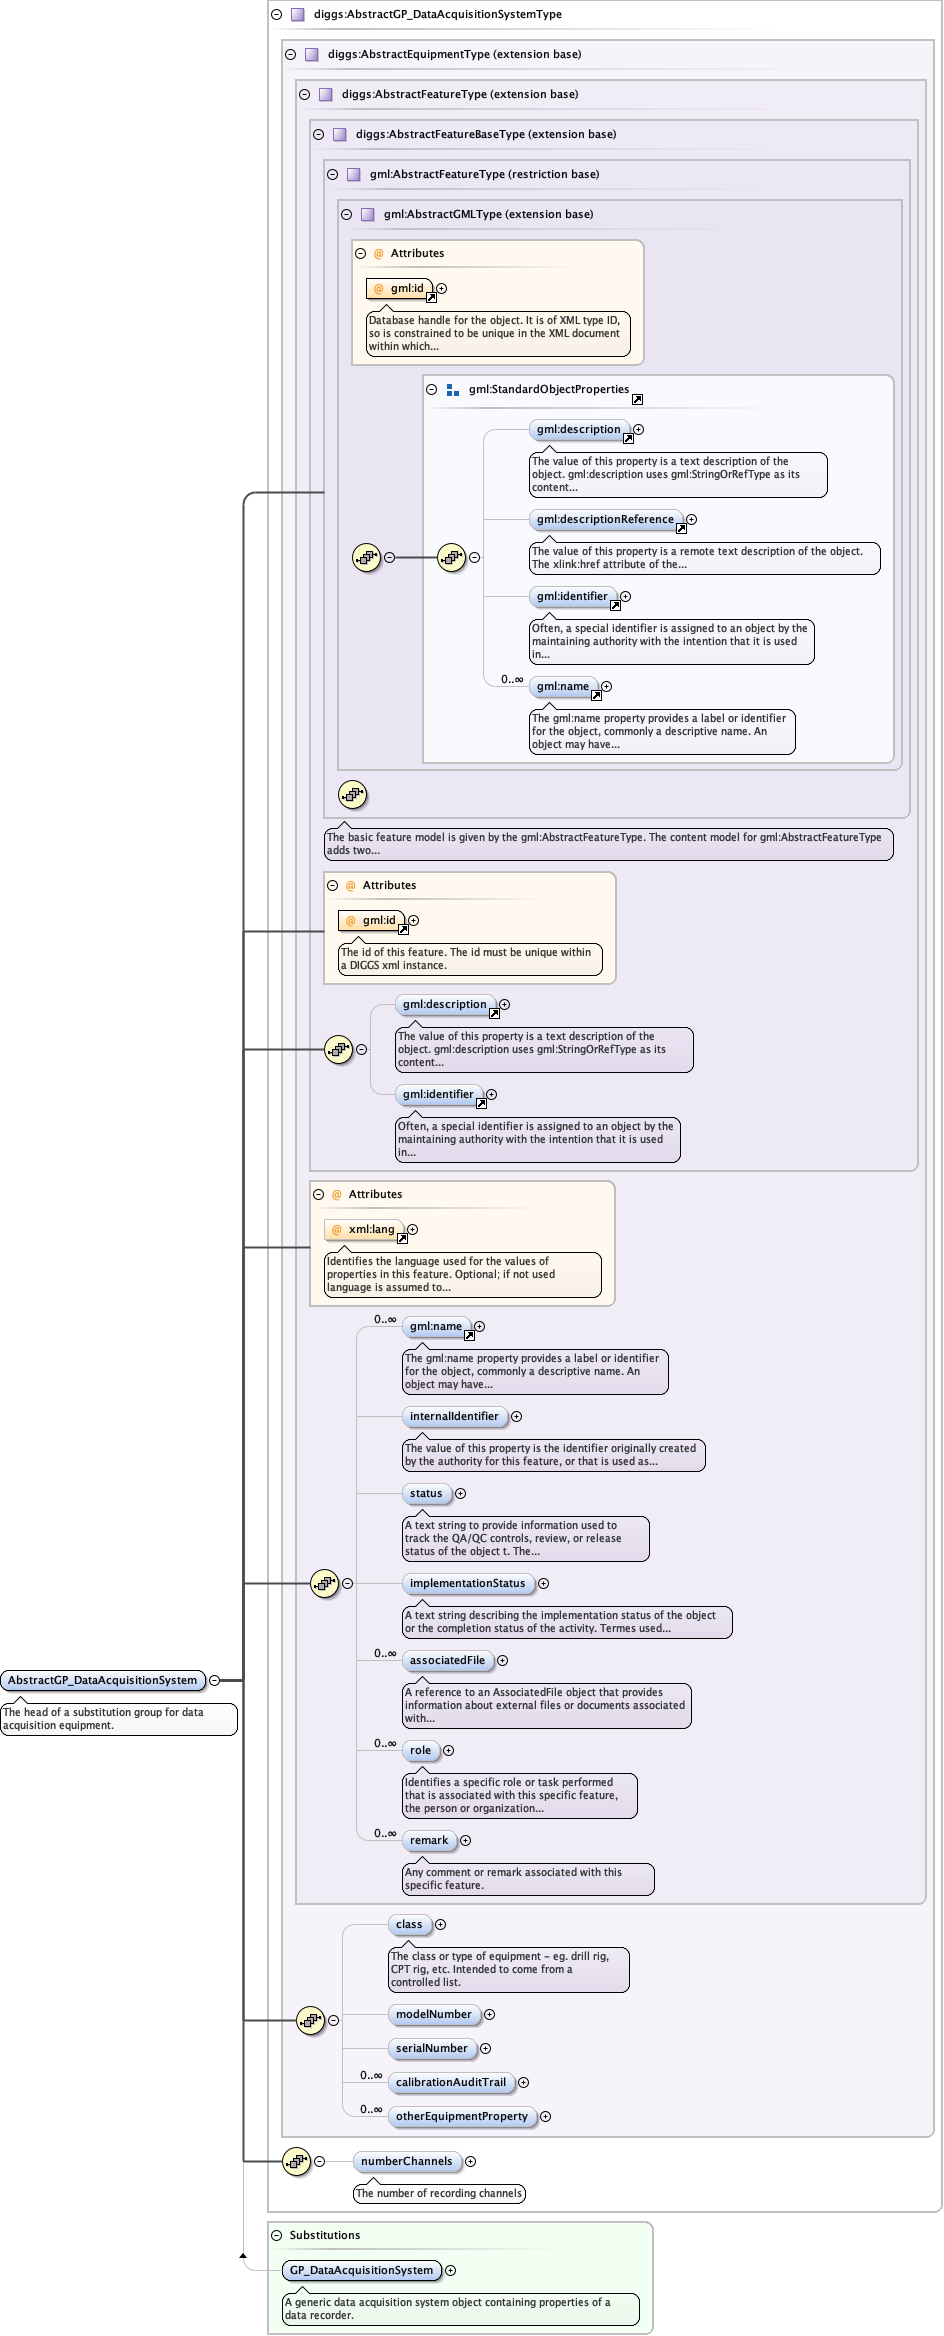 diggs:AbstractGP_DataAcquisitionSystemType
diggs:AbstractEquipmentType (extension base)
diggs:AbstractFeatureType (extension base)
diggs:AbstractFeatureBaseType (extension base)
gml:AbstractFeatureType (restriction base)
gml:AbstractGMLType (extension base)
@ Attributes
@ gml:id
Database handle for the object. It is of XML type ID,
so is constrained to be unique in the XML document
within which...
gml:StandardObjectProperties
gml:description
The value of this property is a text description of the
object. gml:description uses gml:StringOrRefType as its
content...
gml:descriptionReference
The value of this property is a remote text description of the object.
The xlink:href attribute of the...
gml:identifier
Often, a special identifier is assigned to an object by the
maintaining authority with the intention that it is used
in...
0..∞
gml:name
The gml:name property provides a label or identifier
for the object, commonly a descriptive name. An
object may have...
The basic feature model is given by the gml:AbstractFeatureType. The content model for gml:AbstractFeatureType
adds two...
@ Attributes
@ gml:id
The id of this feature. The id must be unique within
a DIGGS xml instance.
gml:description
The value of this property is a text description of the
object. gml:description uses gml:StringOrRefType as its
content...
gml:identifier
Often, a special identifier is assigned to an object by the
maintaining authority with the intention that it is used
in...
@ Attributes
@ xml:lang
Identifies the language used for the values of
properties in this feature. Optional; if not used
language is assumed to...
0..∞
gml:name
The gml:name property provides a label or identifier
for the object, commonly a descriptive name. An
object may have...
internalIdentifier
The value of this property is the identifier originally created
by the authority for this feature, or that is used as...
status
A text string to provide information used to
track the QA/QC controls, review, or release
status of the object t. The...
implementationStatus
A text string describing the implementation status of the object
or the completion status of the activity. Termes used...
0..∞
associatedFile
A reference to an AssociatedFile object that provides
information about external files or documents associated
with...
0..∞
role
Identifies a specific role or task performed
that is associated with this specific feature,
the person or organization...
0..∞
remark
Any comment or remark associated with this
specific feature.
AbstractGP_DataAcquisitionSystem
The head of a substitution group for data
acquisition equipment.
class
The class or type of equipment - eg. drill rig,
CPT rig, etc. Intended to come from a
controlled list.
modelNumber
serialNumber
0..∞
calibrationAuditTrail
0..∞
otherEquipmentProperty
numberChannels
The number of recording channels
Substitutions
GP_DataAcquisitionSystem
A generic data acquisition system object containing properties of a
data recorder.